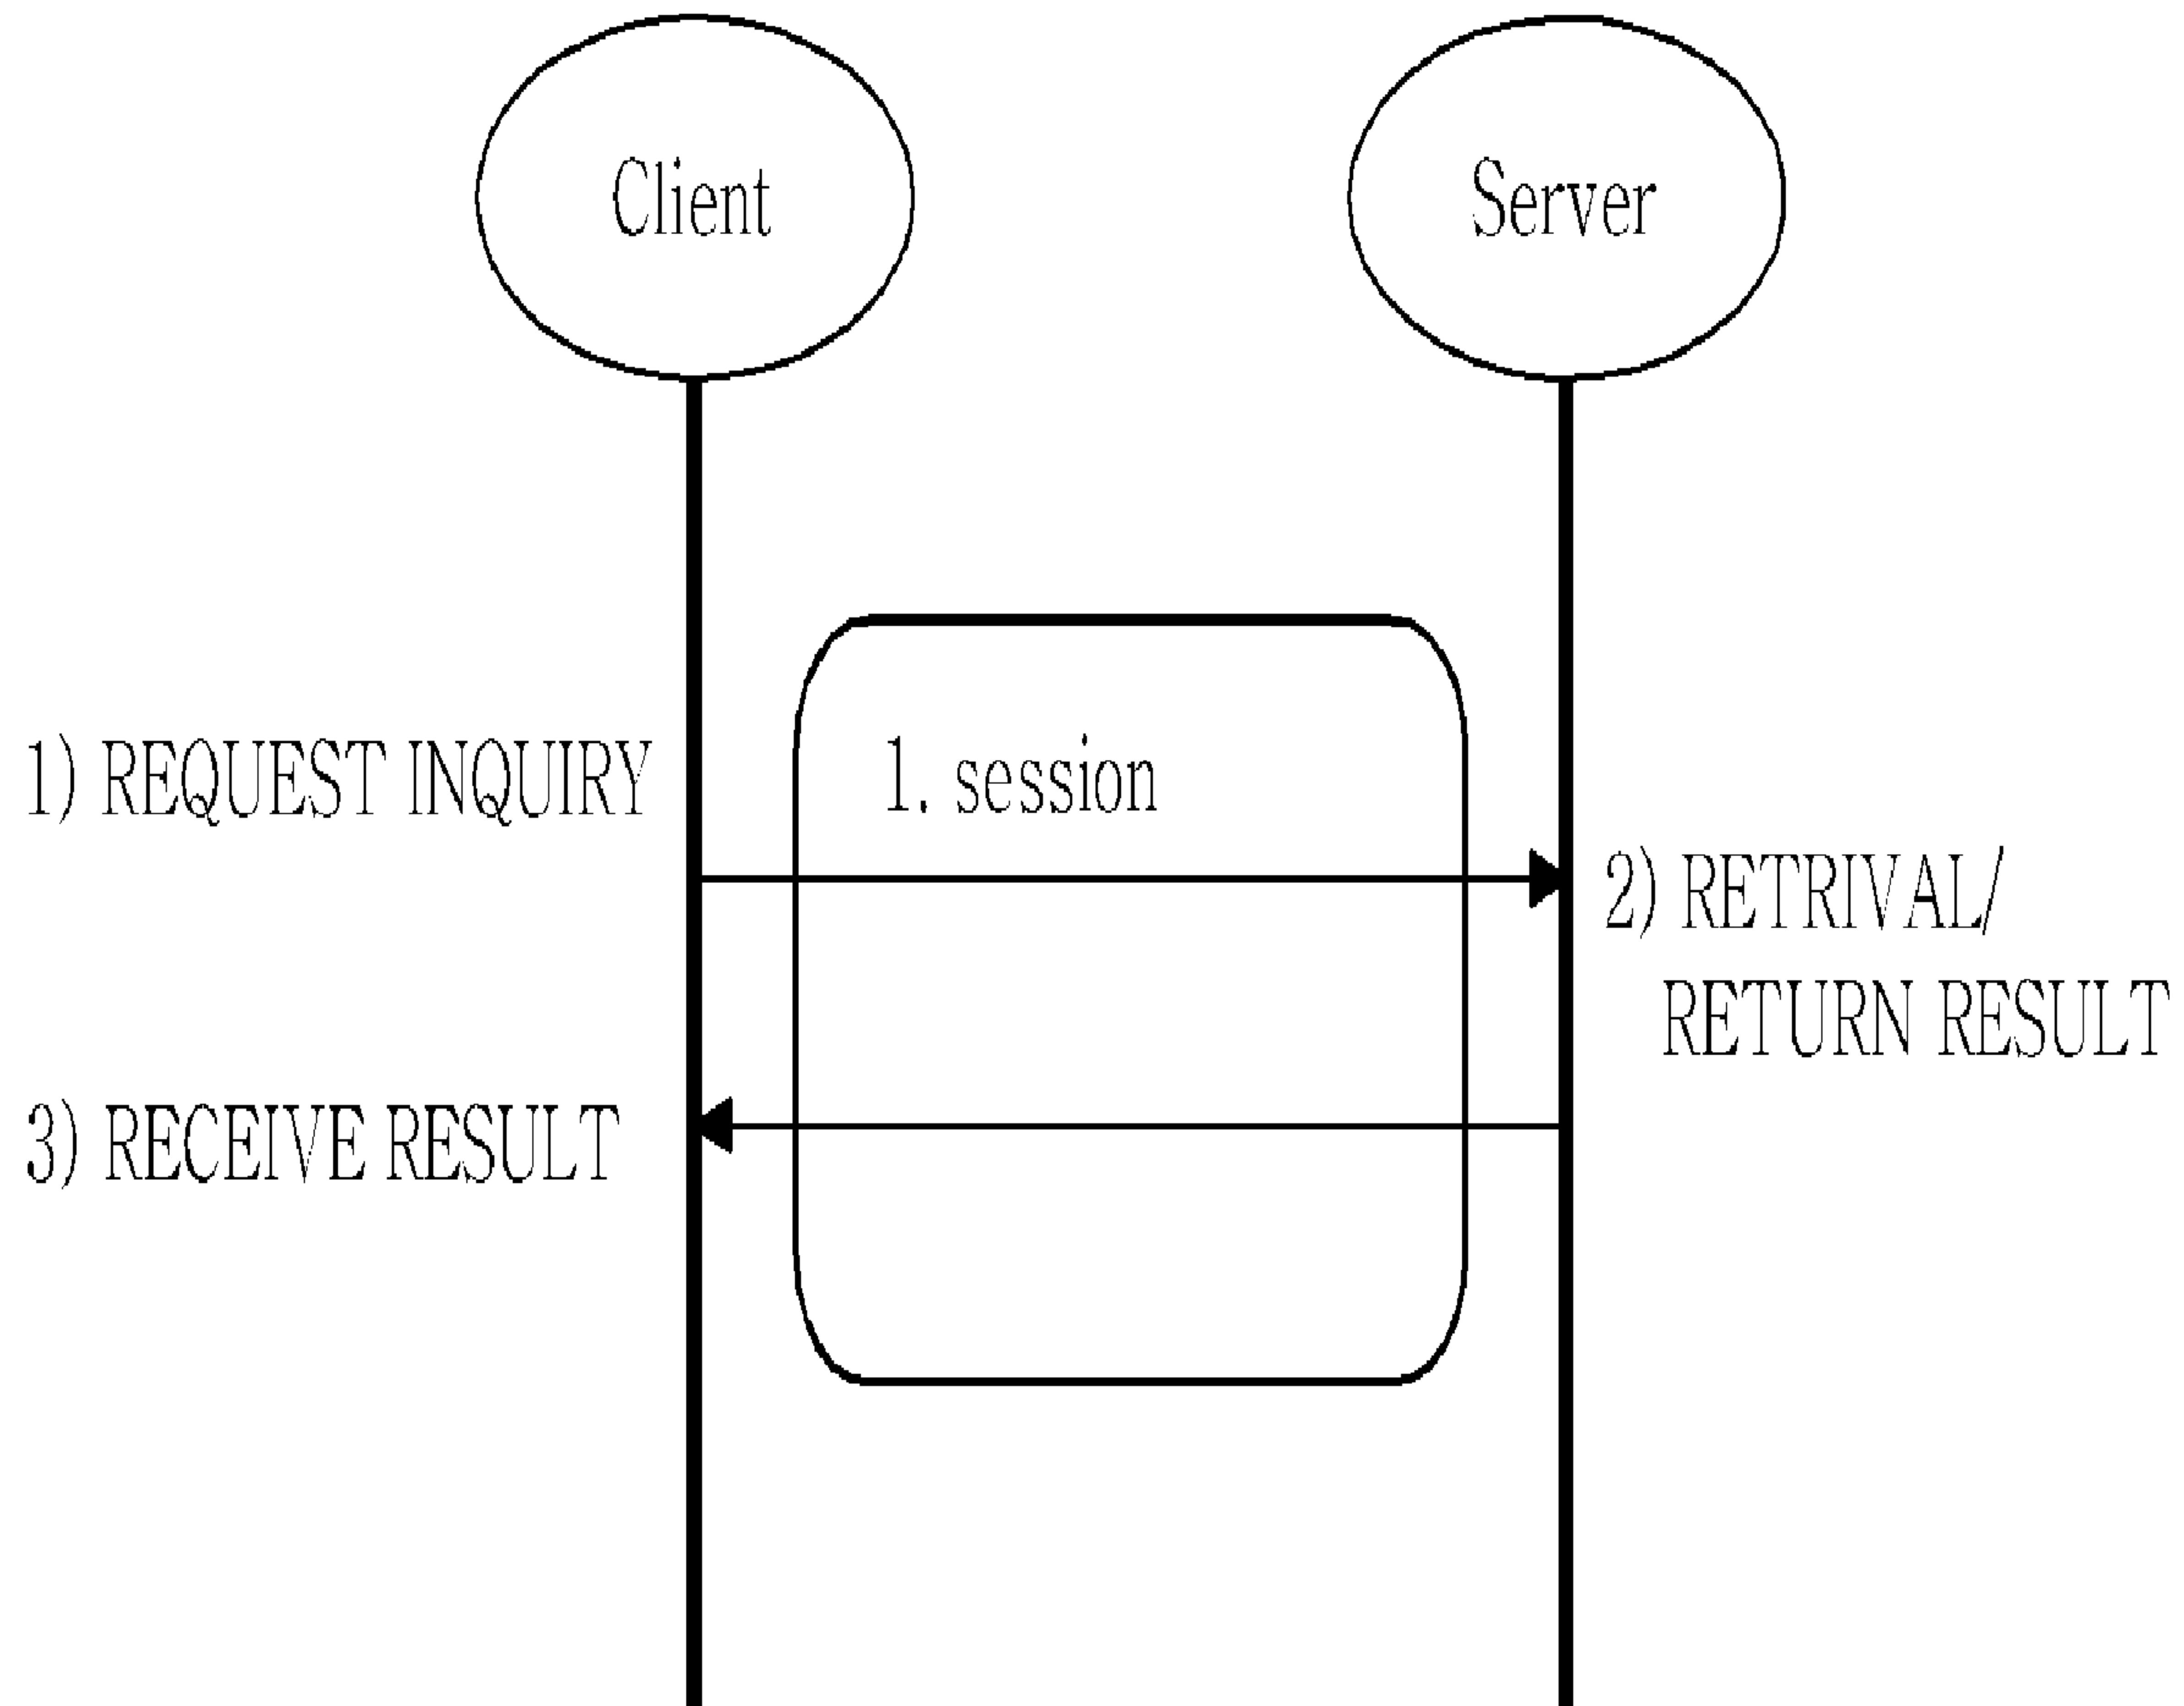 Client
Server
1) REQUEST INQUIRY
1. session
2) RETRIVAL/
RETURN RESULT
3) RECEIVE RESULT